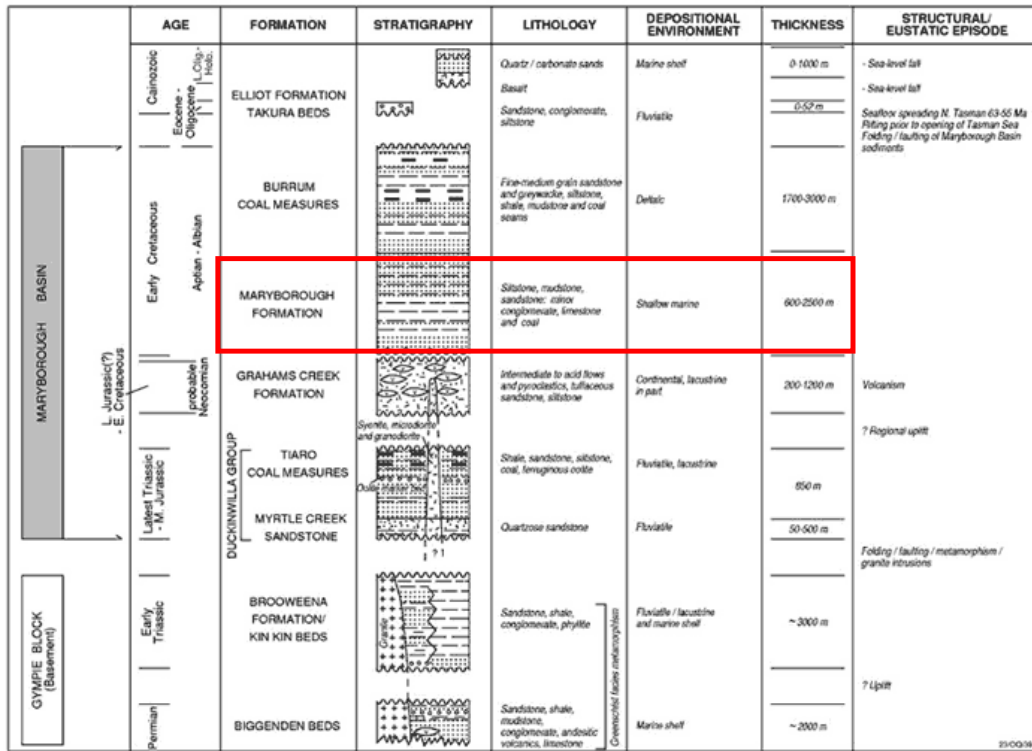 AGE
FORMATION
STRATIGRAPHY
LITHOLOGY
DEPOSITIONAL
ENVIRONMENT
THICKNESS
STRUCTURAL/
EUSTATIC EPISODE
MARYBOROUGH BASIN
GYMPIE BLOCK
(Basement)
Cainozoic
L.Olig.-
Holo.
Eocene -
Oligocene
ELLIOT FORMATION
TAKURA BEDS
Quartz / carbonate sands
Basalt
Sandstone, conglomerate,
siltstone
Marine shelf
Fluviatile
0-1000 m
0-52 m
- Sea-level fall
- Sea-level fall
Seafloor spreading N. Tasman 63-55 Ma
Rifting prior to opening of Tasman Sea
Folding / faulting of Maryborough Basin
sediments
Early Cretaceous
Aptian - Albian
BURRUM
COAL MEASURES
Fine-medium grain sandstone
and greywacke, siltstone,
shale, mudstone and coal
seams
Deltaic
1700-3000 m
MARYBOROUGH
FORMATION
Siltstone, mudstone,
sandstone: minor
conglomerate, limestone
and coal
Shallow marine
600-2500 m
L. Jurassic(?)
- E. Cretaceous
probable
Neocomian
GRAHAMS CREEK
FORMATION
Intermediate to acid flows
and pyroclastics, tuffaceous
sandstone, siltstone
Continental, lacustrine
in part
200-1200 m
Volcanism
? Regional uplift
Latest Triassic
- M. Jurassic
DUCKINWILLA GROUP
TIARO
COAL MEASURES
Syenite, microdiorite
and granodiorite
Shale, sandstone, siltstone,
coal, ferruginous oolite
Fluviatile, lacustrine
650 m
MYRTLE CREEK
SANDSTONE
? 1
Quartzose sandstone
Fluviatile
50-500 m
Folding / faulting / metamorphism /
granite intrusions
Early
Triassic
BROOWEENA
FORMATION/
KIN KIN BEDS
Granite
Sandstone, shale,
conglomerate, phyllite
Greenschist facies metamorphism
Fluviatile / lacustrine
and marine shelf
~ 3000 m
? Uplift
Permian
BIGGENDEN BEDS
Sandstone, shale,
mudstone,
conglomerate, andesitic
volcanics, limestone
Marine shelf
~ 2000 m